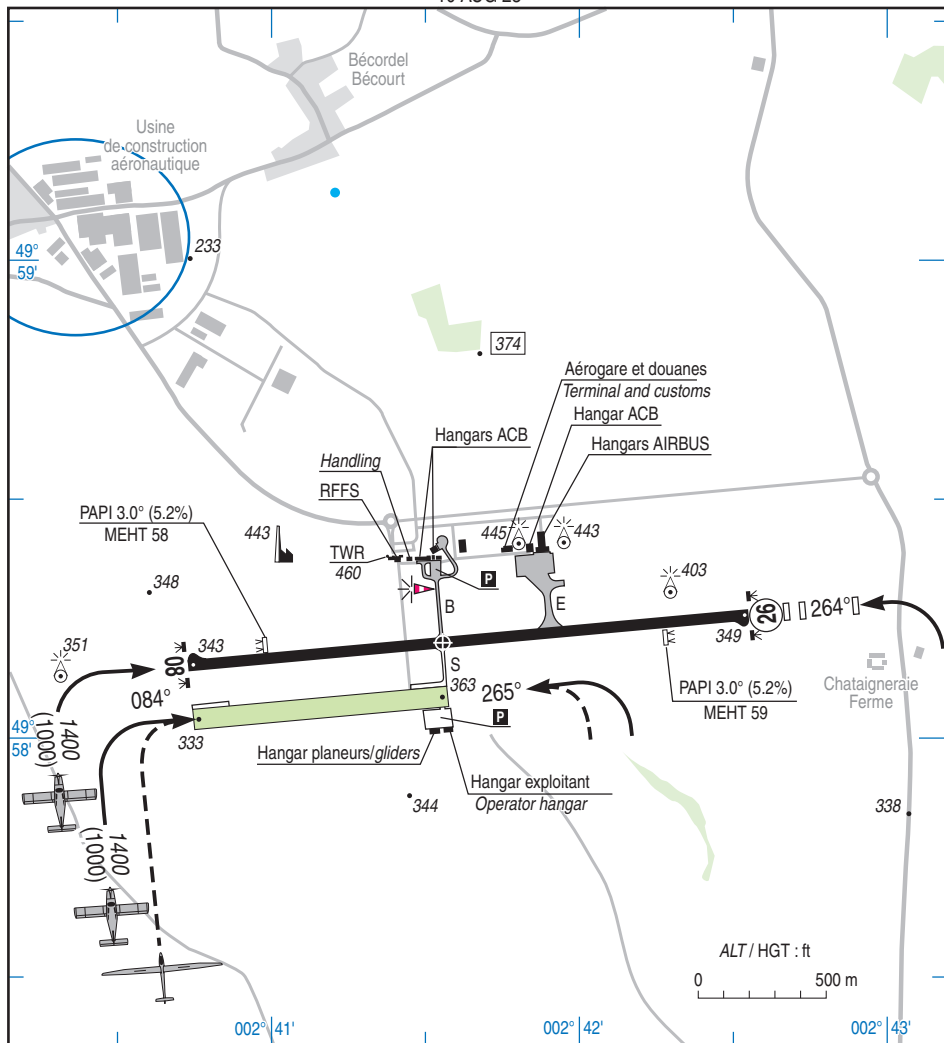 Bécordel
Bécourt
Usine
de construction
aéronautique
233
49°
59'
374
Aérogare et douanes
Terminal and customs
Hangar ACB
Hangars ACB
Hangars AIRBUS
Handling
RFFS
PAPI 3.0° (5.2%)
MEHT 58
443
445
443
TWR
460
P
348
403
B
E
26
264°
351
343
349
08
S
084°
363
265°
PAPI 3.0° (5.2%)
MEHT 59
Chataigneraie
Ferme
49°
58'
333
P
Hangar planeurs/gliders
Hangar exploitant
Operator hangar
1400
(1000)
344
338
1400
(1000)
ALT / HGT : ft
0 500 m
002° 41'
002° 42'
002° 43'